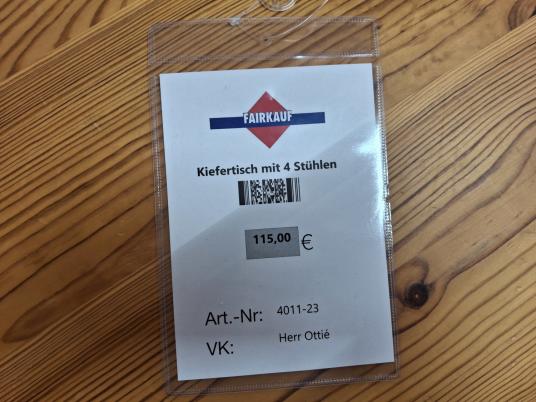 FAIRKAUF
Kiefertisch mit 4 Stühlen
115,00 €
Art.-Nr: 4011-23
VK: Herr Ottié